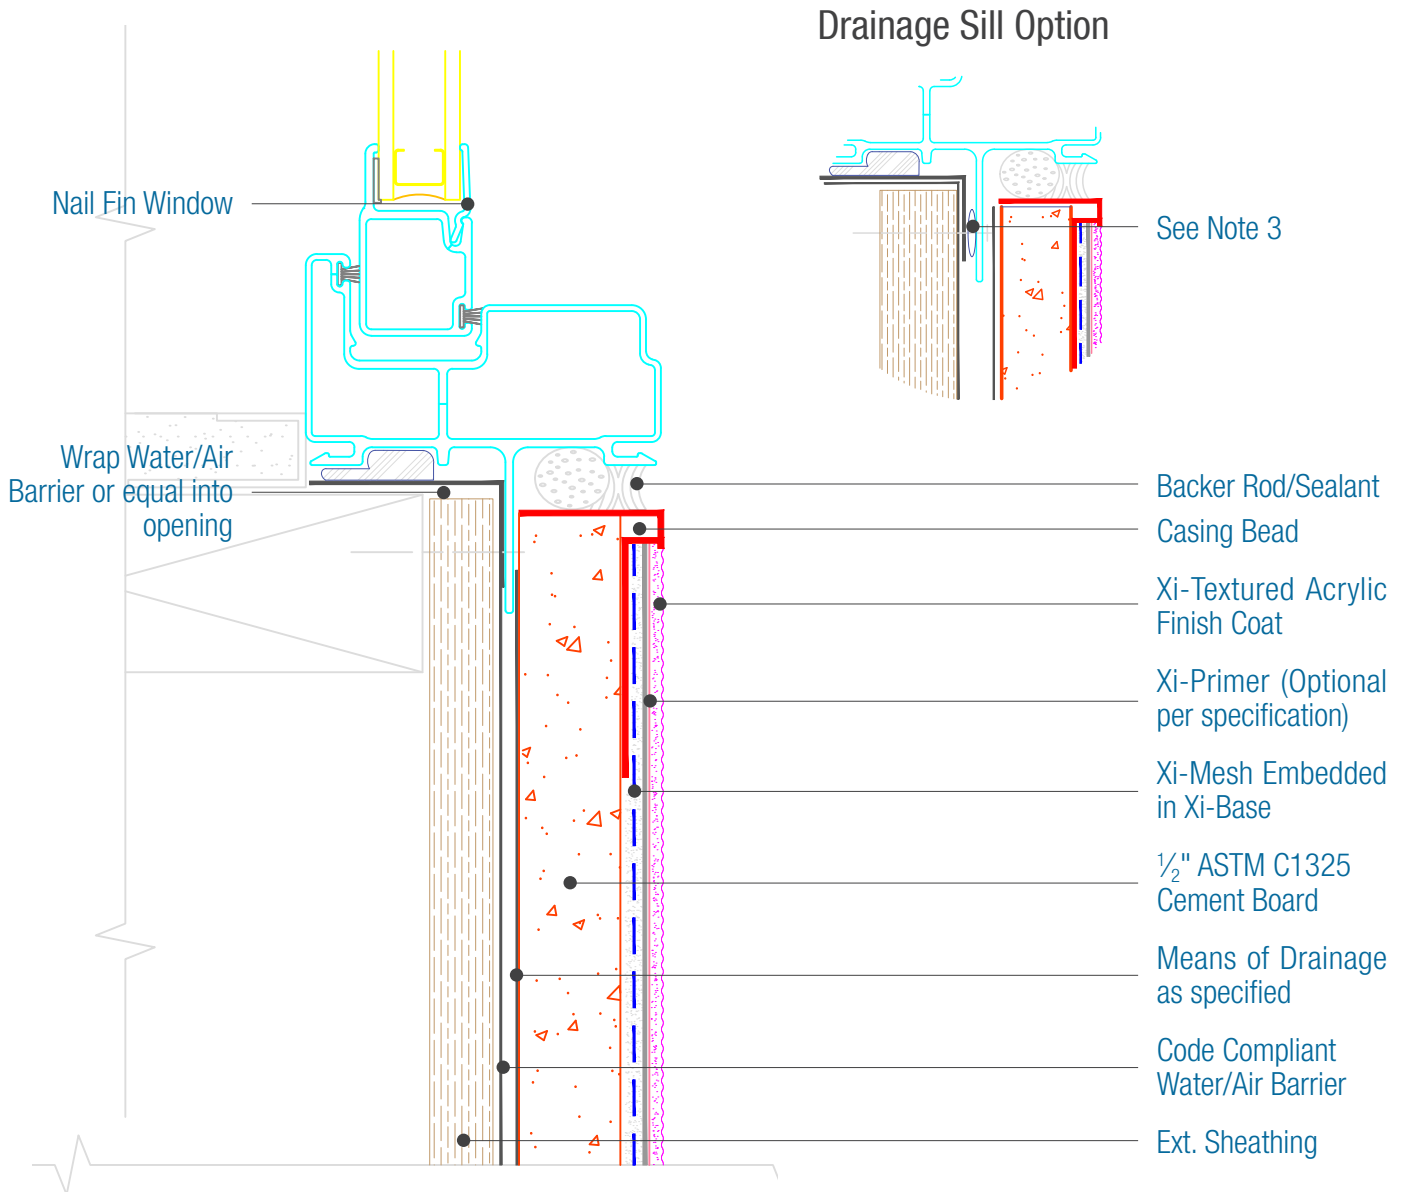 Drainage Sill Option
Nail Fin Window
See Note 3
Wrap Water/Air
Barrier or equal into
opening
Backer Rod/Sealant
Casing Bead
Xi-Textured Acrylic
Finish Coat
Xi-Primer (Optional
per specification)
Xi-Mesh Embedded
in Xi-Base
½" ASTM C1325
Cement Board
Means of Drainage
as specified
Code Compliant
Water/Air Barrier
Ext. Sheathing